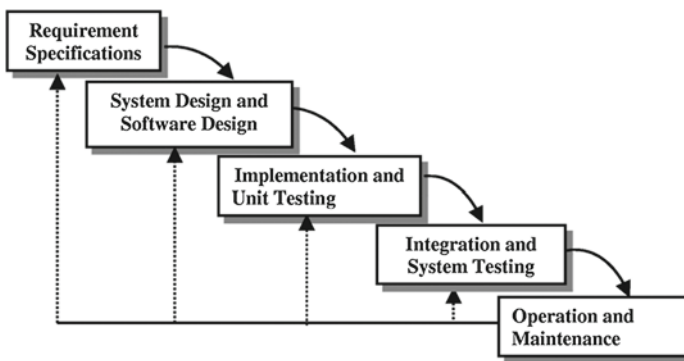 Requirement
Specifications
System Design and
Software Design
Implementation and
Unit Testing
Integration and
System Testing
Operation and
Maintenance